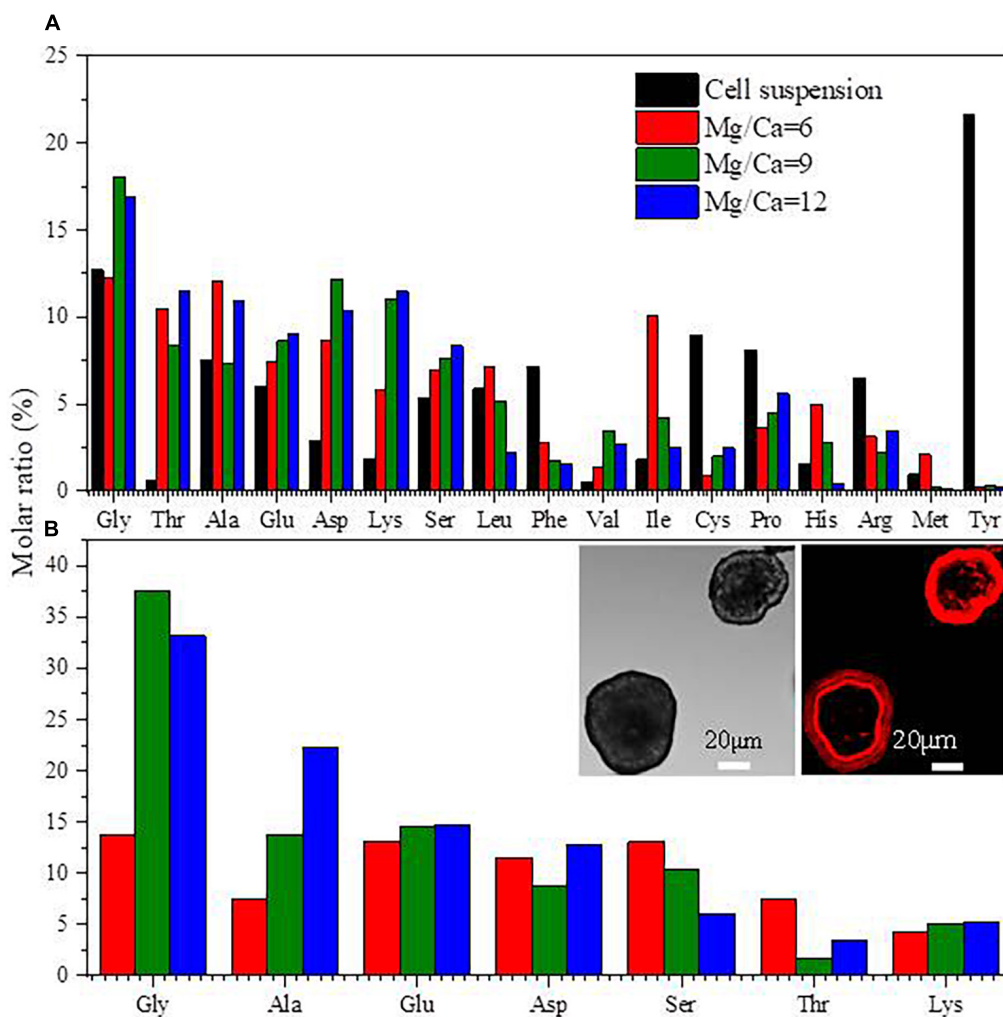 A
25
20
15
10
5
0
Cell suspension
Mg/Ca=6
Mg/Ca=9
Mg/Ca=12
Gly Thr Ala Glu Asp Lys Ser Leu Phe Val Ile Cys Pro His Arg Met Tyr
Molar ratio (%)
B
40
35
30
25
20
15
10
5
0
20μm
20μm
Gly Ala Glu Asp Ser Thr Lys